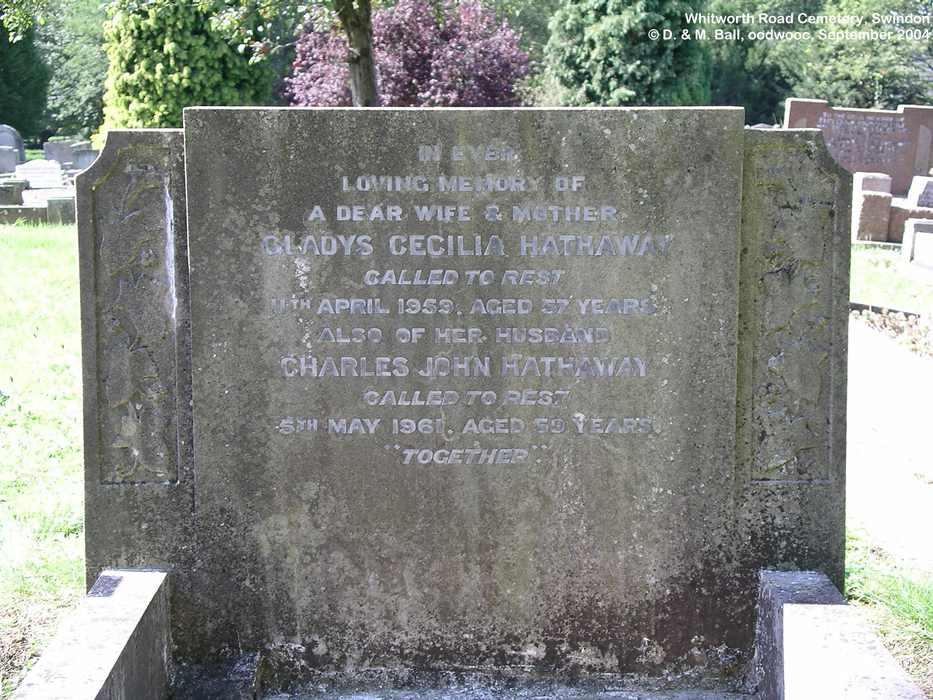 Whitworth Road Cemetery, Swindon
© D. & M. Ball, oodwooc, September 2004
IN EVER
LOVING MEMORY OF
A DEAR WIFE & MOTHER
GLADYS CECILIA HATHAWAY
CALLED TO REST
11TH APRIL 1959, AGED 57 YEARS.
ALSO OF HER HUSBAND
CHARLES JOHN HATHAWAY
CALLED TO REST
5TH MAY 1961, AGED 59 YEARS.
"TOGETHER"